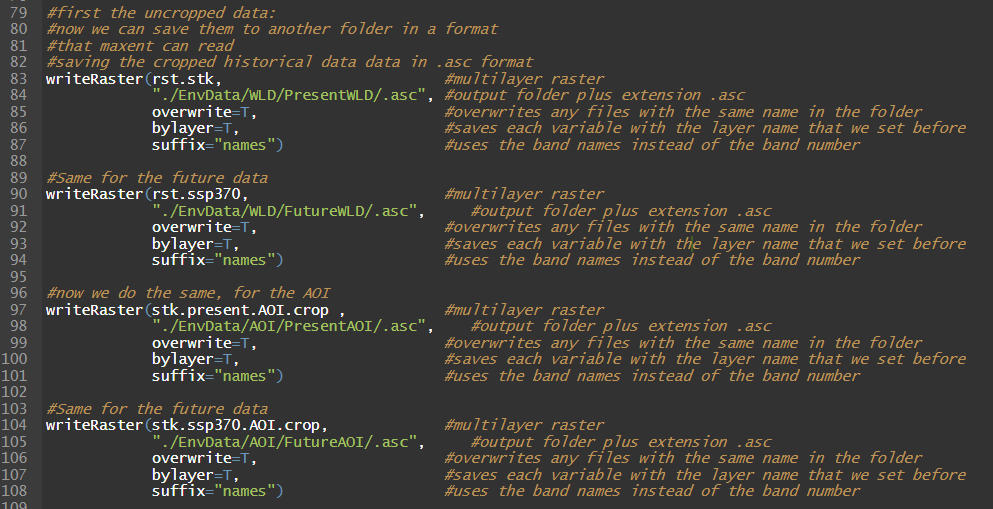 79 #first the uncropped data:
80 #now we can save them to another folder in a format
81 #that maxent can read
82 #saving the cropped historical data data in .asc format
83 writeRaster(rst.stk, #multilayer raster
84 "./EnvData/WLD/PresentWLD/.asc", #output folder plus extension .asc
85 overwrite=T, #overwrites any files with the same name in the folder
86 bylayer=T, #saves each variable with the layer name that we set before
87 suffix="names") #uses the band names instead of the band number
88
89 #Same for the future data
90 writeRaster(rst.ssp370, #multilayer raster
91 "./EnvData/WLD/FutureWLD/.asc", #output folder plus extension .asc
92 overwrite=T, #overwrites any files with the same name in the folder
93 bylayer=T, #saves each variable with the layer name that we set before
94 suffix="names") #uses the band names instead of the band number
95
96 #now we do the same, for the AOI
97 writeRaster(stk.present.AOI.crop , #multilayer raster
98 "./EnvData/AOI/PresentAOI/.asc", #output folder plus extension .asc
99 overwrite=T, #overwrites any files with the same name in the folder
100 bylayer=T, #saves each variable with the layer name that we set before
101 suffix="names") #uses the band names instead of the band number
102
103 #Same for the future data
104 writeRaster(stk.ssp370.AOI.crop, #multilayer raster
105 "./EnvData/AOI/FutureAOI/.asc", #output folder plus extension .asc
106 overwrite=T, #overwrites any files with the same name in the folder
107 bylayer=T, #saves each variable with the layer name that we set before
108 suffix="names") #uses the band names instead of the band number